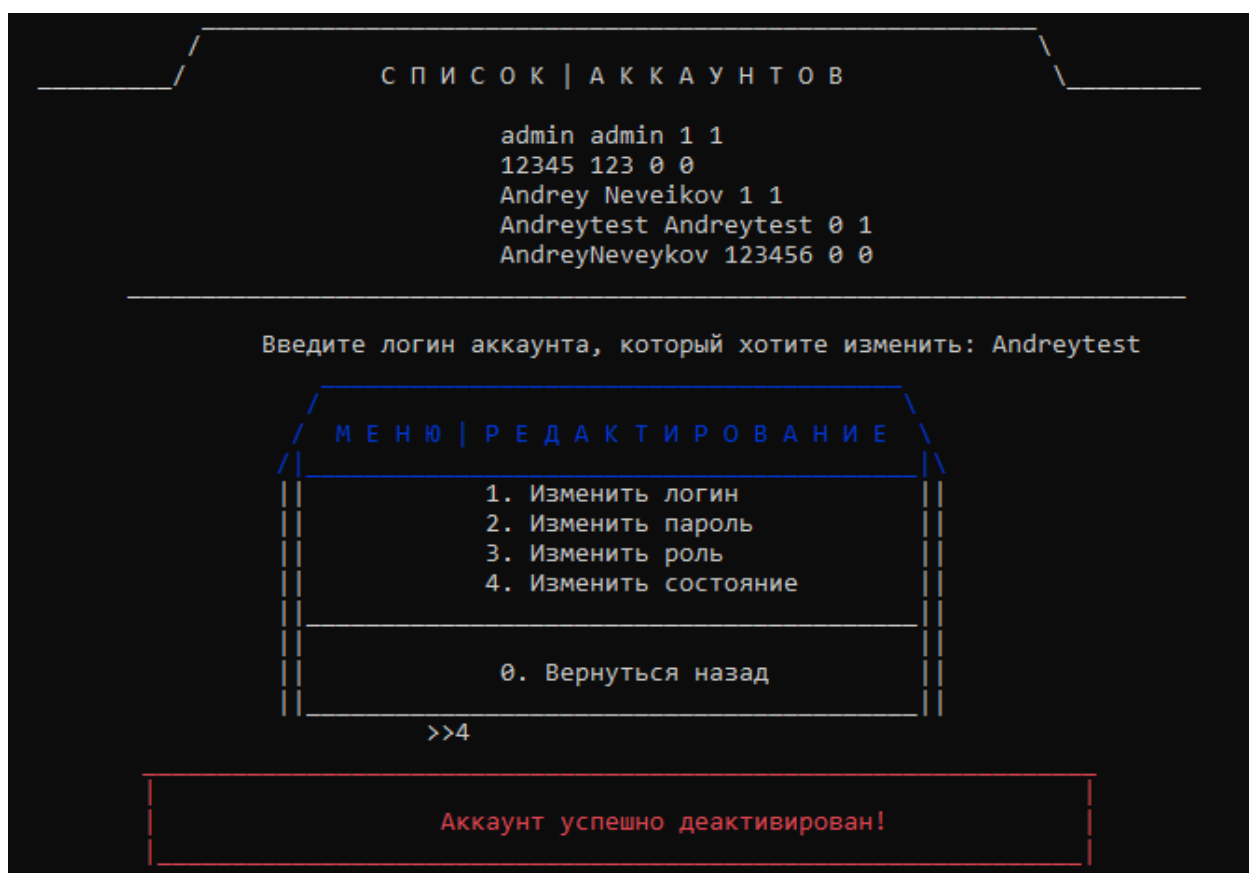 С П И С О К | А К К А У Н Т О В
admin admin 1 1
12345 123 0 0
Andrey Neveikov 1 1
Andreytest Andreytest 0 1
AndreyNeveykov 123456 0 0
Введите логин аккаунта, который хотите изменить: Andreytest
М Е Н Ю | Р Е Д А К Т И Р О В А Н И Е
1. Изменить логин
2. Изменить пароль
3. Изменить роль
4. Изменить состояние
0. Вернуться назад
>>4
Аккаунт успешно деактивирован!